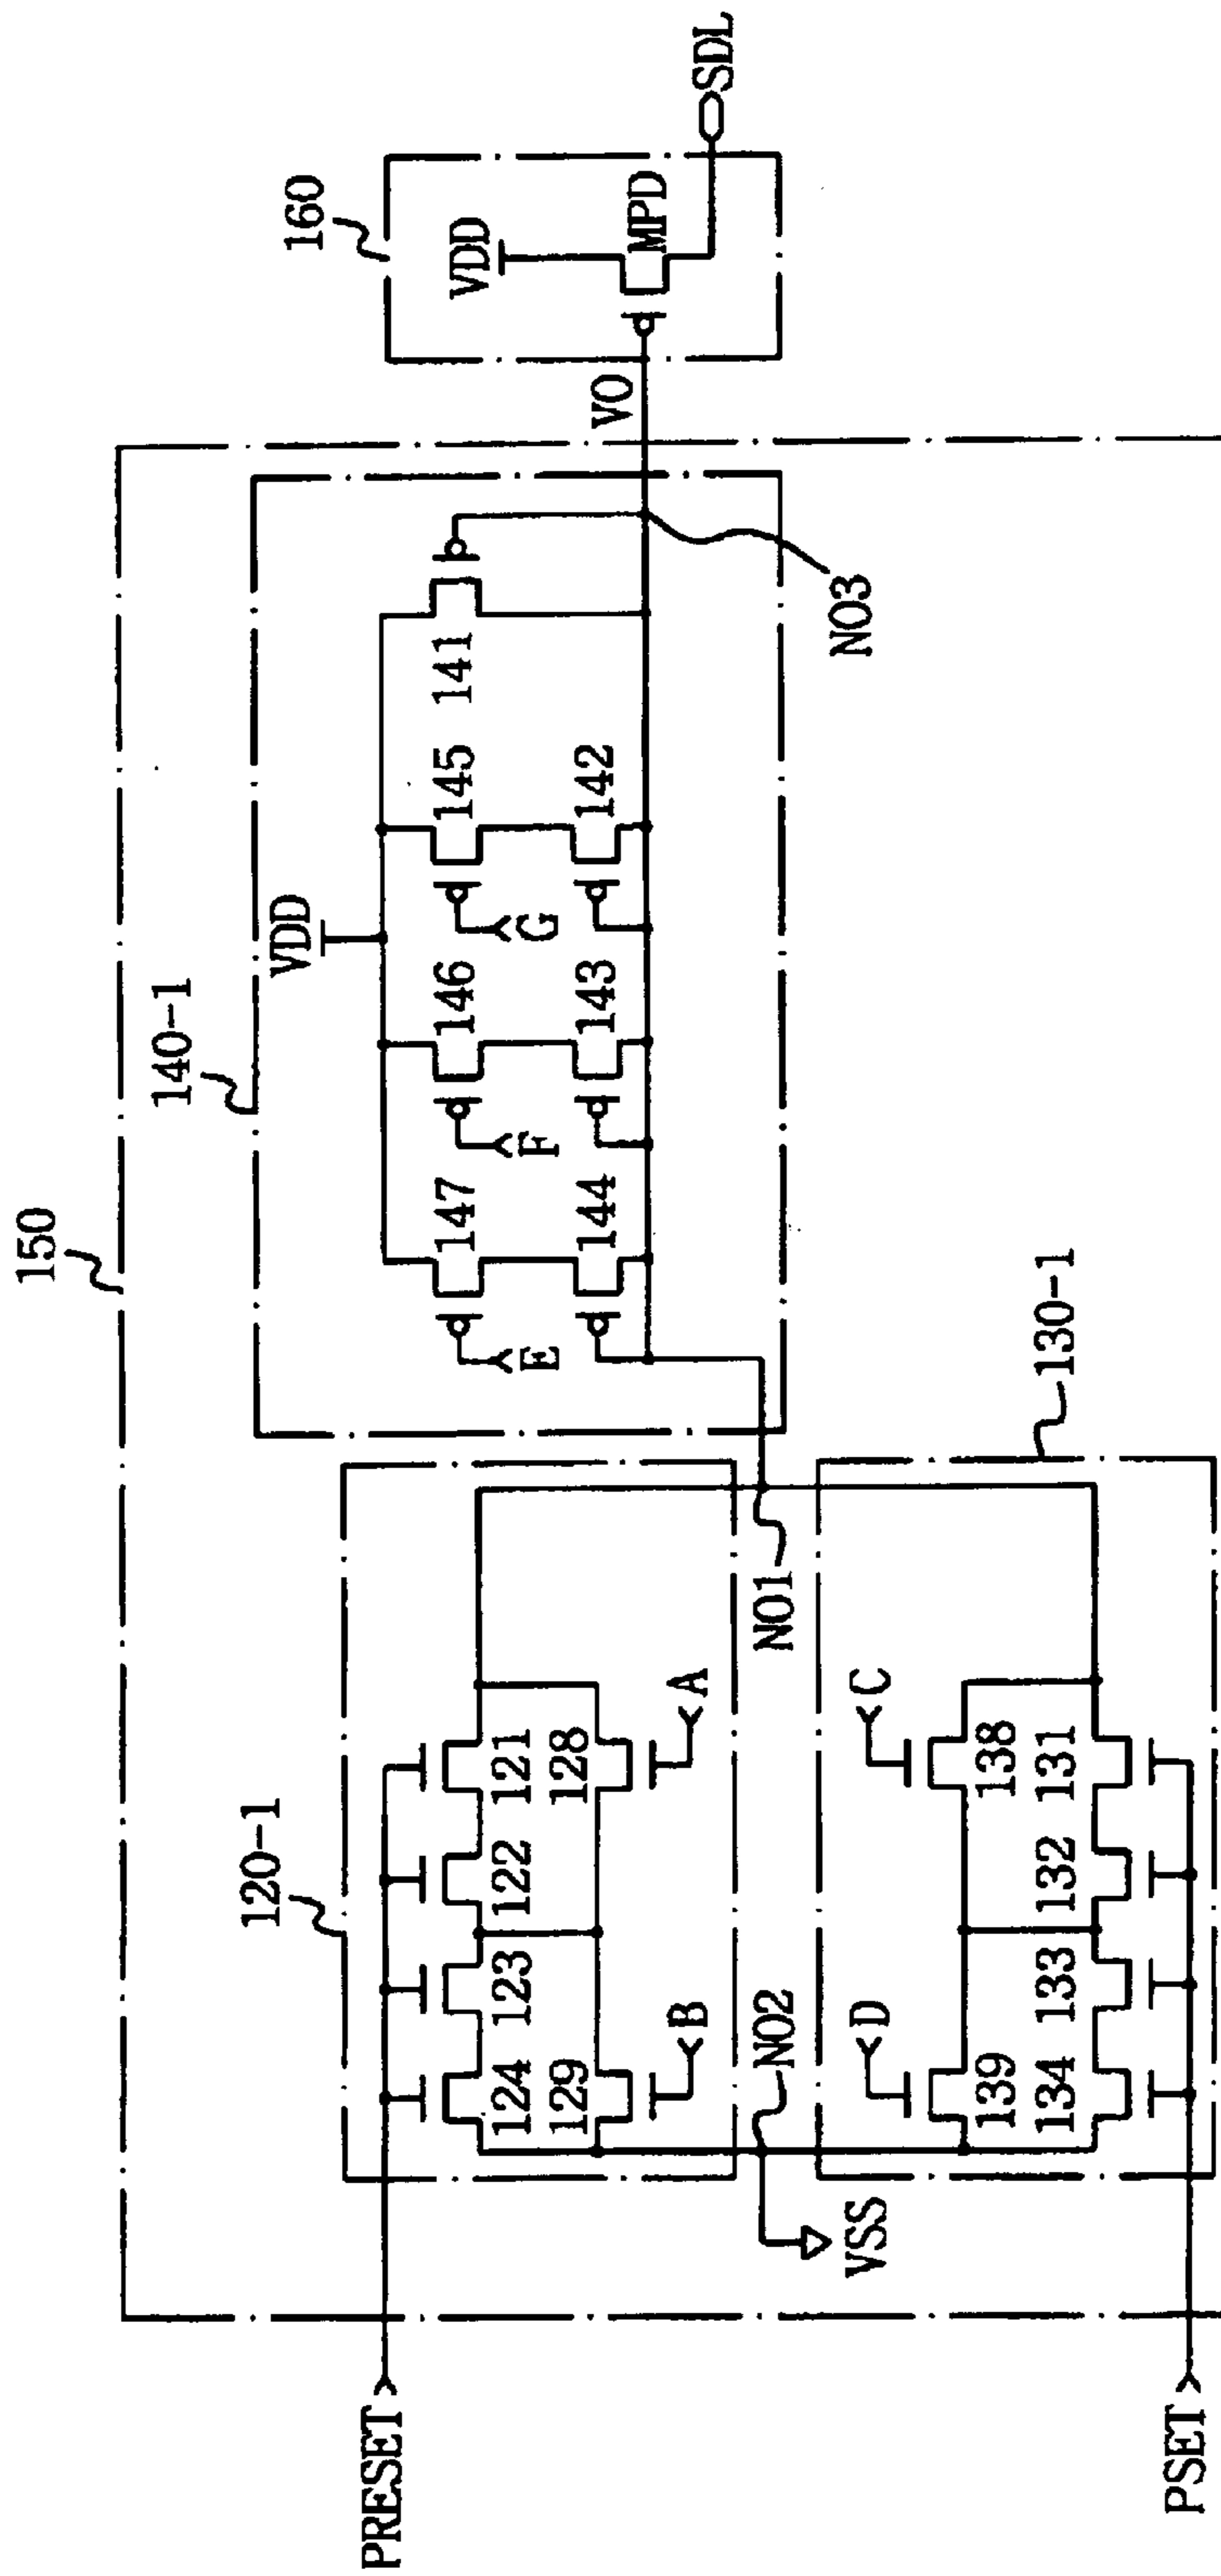 150
140-1
160
VDD
VDD
147
146
145
141
E
F
G
144
143
142
MPD
VO
SDL
NO3
120-1
PRESET
124
123
122
121
129
128
B
A
NO2
NO1
VSS
130-1
D
C
139
138
134
133
132
131
PSET